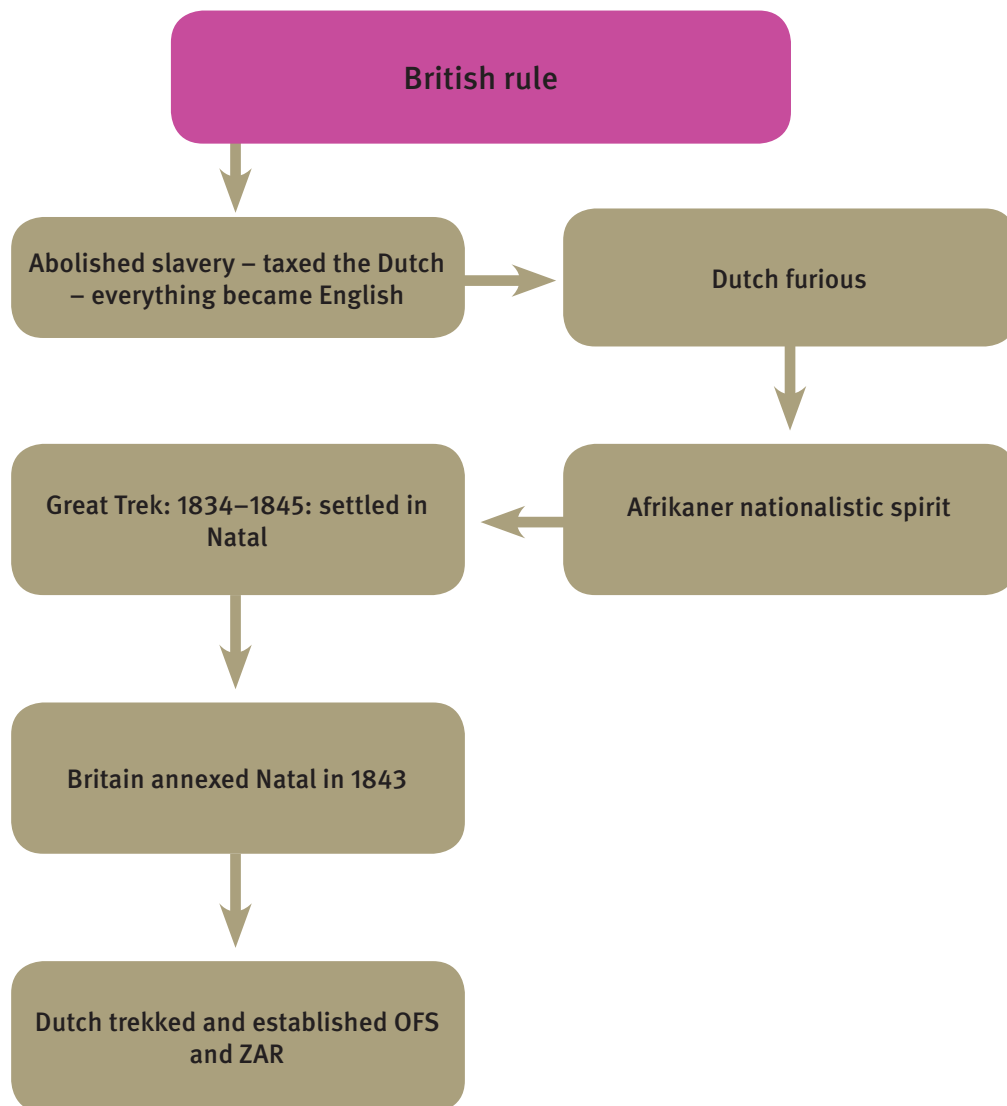 British rule
Abolished slavery – taxed the Dutch
– everything became English
Dutch furious
Afrikaner nationalistic spirit
Great Trek: 1834–1845: settled in
Natal
Britain annexed Natal in 1843
Dutch trekked and established OFS
and ZAR